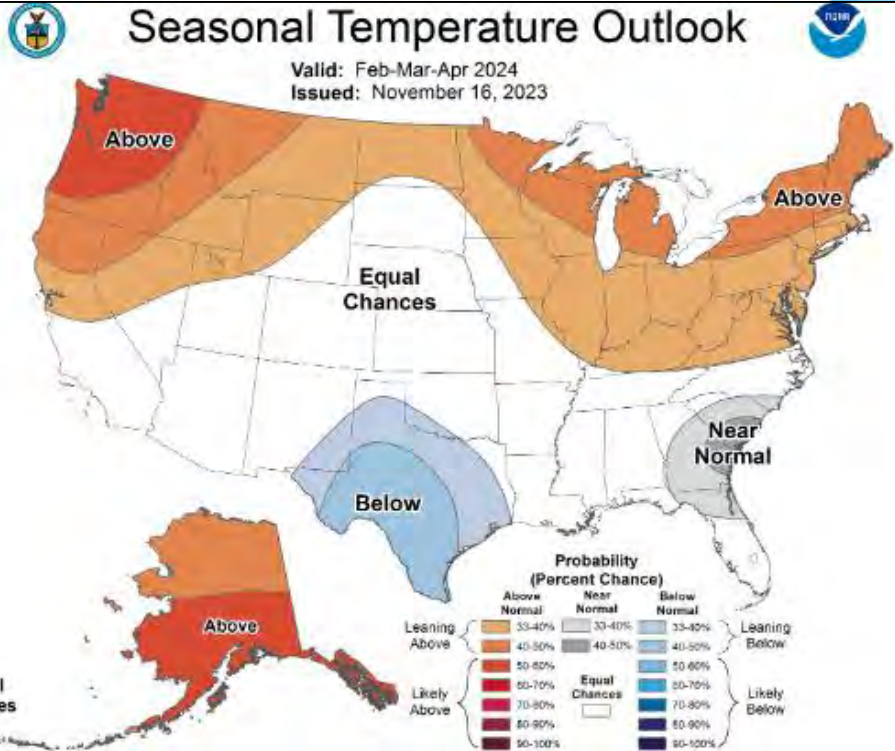 Seasonal Temperature Outlook
Valid: Feb-Mar-Apr 2024
Issued: November 16, 2023
Above
Above
Equal
Chances
Near
Normal
Below
Above
Probability
(Percent Chance)
Above
Normal
Near
Normal
Below
Normal
Leaning
Above
33-40%
40-50%
33-40%
40-50%
33-40%
40-50%
Leaning
Below
Likely
Above
50-60%
60-70%
70-80%
80-90%
90-100%
Equal
Chances
50-60%
60-70%
70-80%
80-90%
90-100%
Likely
Below